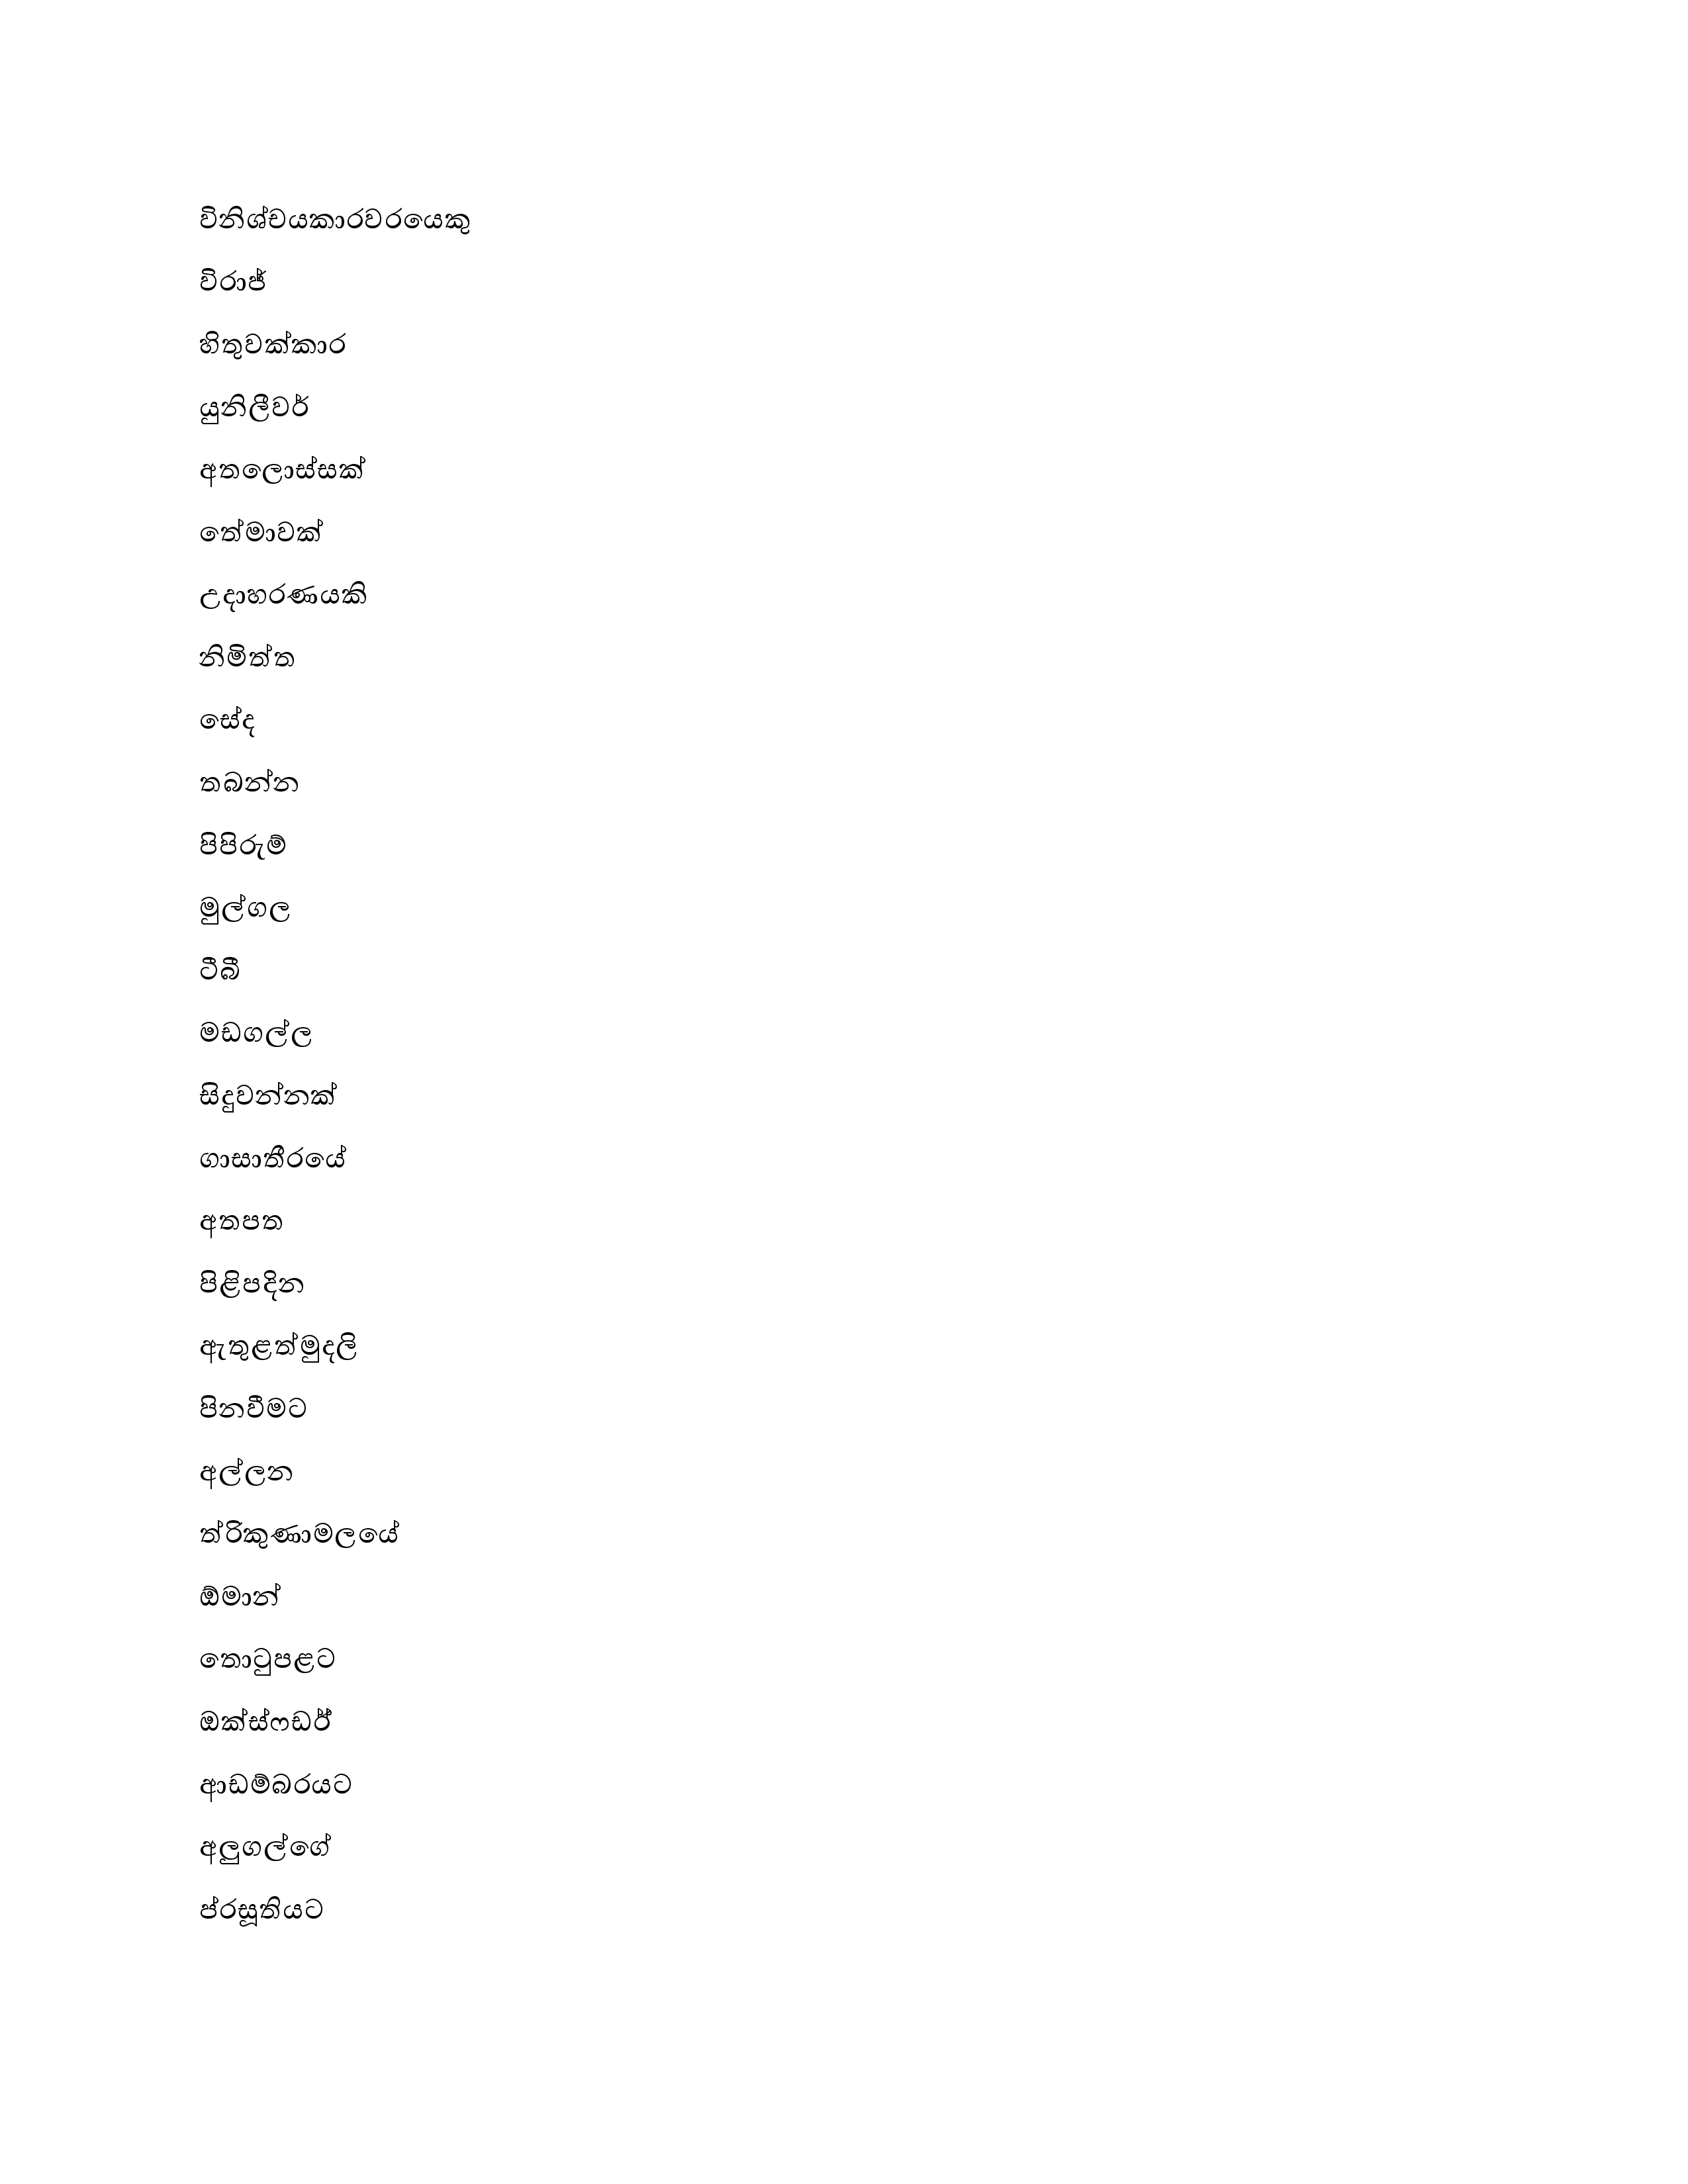 විනිශ්චයකාරවරයෙකු
විරාජ්
හිතුවක්කාර
යුනිලීවර්
අතලොස්සක්
තේමාවක්
උදාහරණයකි
නිමිත්ත
සේද
තබන්න
පිපිරුම්
මුල්ගල
ටීබී
මඩගල්ල
සිදුවන්නක්
ගාසාතීරයේ
අතපත
පිළිපදින
ඇතුළත්මුදලි
පිනවීමට
අල්ලන
ත්රිකුණාමලයේ
ඕමාන්
තොටුපළට
ඔක්ස්ෆඩර්ි
ආඩම්බරයට
අලුගල්ගේ
ප්රසූතියට